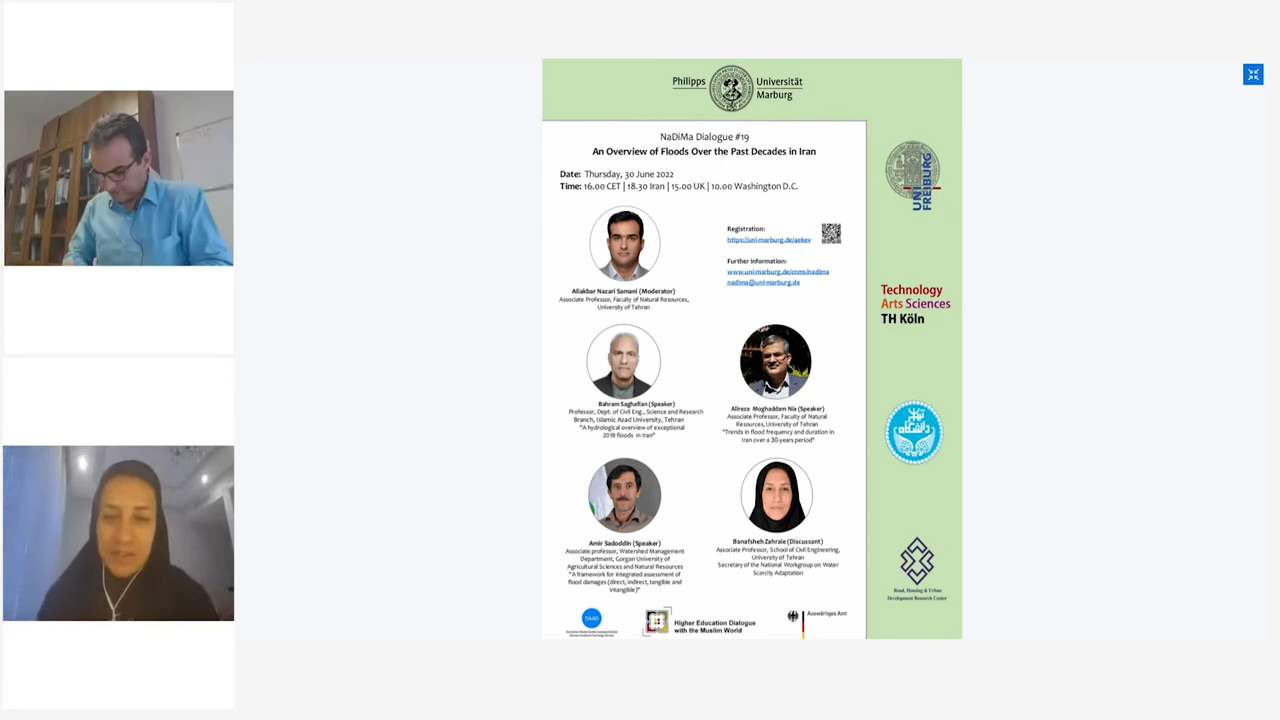 Philipps Universität
Marburg
NaDiMa Dialogue #19
An Overview of Floods Over the Past Decades in Iran
Date: Thursday, 30 June 2022
Time: 16.00 CET | 18.30 Iran | 15.00 UK | 10.00 Washington D.C.
Registration:
https://uni-marburg.de/aekev
Further Information:
www.uni-marburg.de/cnms/nadima
nadima@uni-marburg.de
Aliakbar Nazari Samani (Moderator)
Associate Professor, Faculty of Natural Resources,
University of Tehran
Bahram Saghafian (Speaker)
Professor, Dept. of Civil Eng., Science and Research
Branch, Islamic Azad University, Tehran
"A hydrological overview of exceptional
2019 floods in Iran"
Alireza Moghaddam Nia (Speaker)
Associate Professor, Faculty of Natural
Resources, University of Tehran
"Trends in flood frequency and duration in
Iran over a 30-years period"
Amir Sadoddin (Speaker)
Associate professor, Watershed Management
Department, Gorgan University of
Agricultural Sciences and Natural Resources
"A framework for integrated assessment of
flood damages (direct, indirect, tangible and
intangible)"
Banafsheh Zahraie (Discussant)
Associate Professor, School of Civil Engineering,
University of Tehran
Secretary of the National Workgroup on Water
Scarcity Adaptation
DAAD
Higher Education Dialogue
with the Muslim World
Auswärtiges Amt
UNI
FREIBURG
Technology
Arts Sciences
TH Köln
دانشگاه
تهران
Road, Housing & Urban
Development Research Center